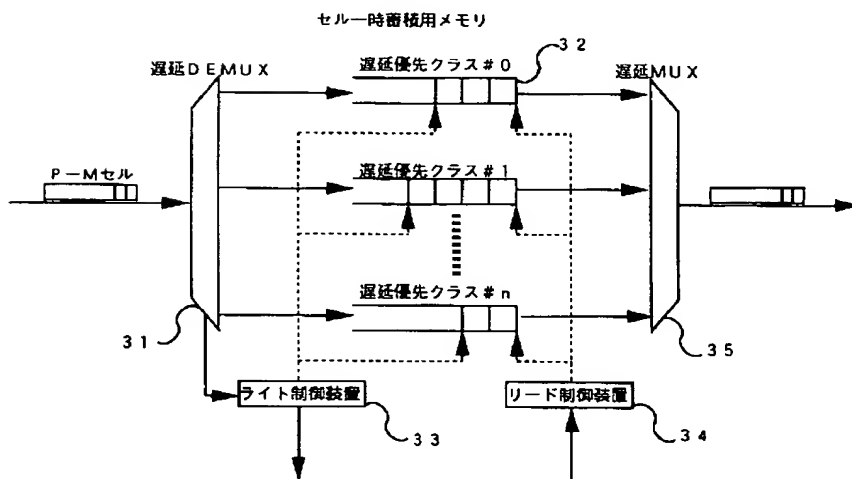 セル一時蓄積用メモリ
32
遅延DEMUX
遅延優先クラス#0
遅延MUX
P-Mセル
遅延優先クラス#1
遅延優先クラス#n
31
35
ライト制御装置
リード制御装置
33
34